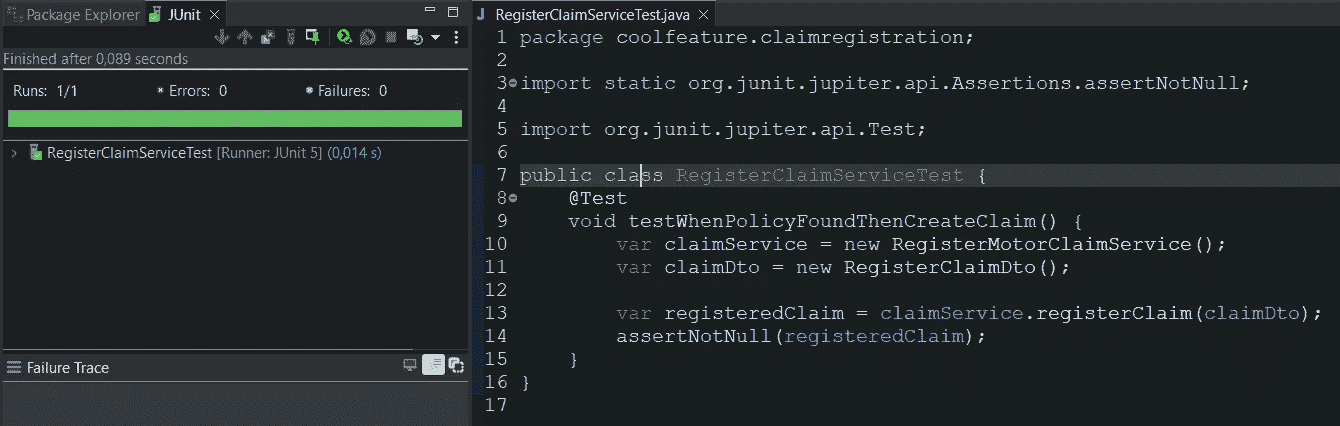 Package Explorer JUnit
Finished after 0,089 seconds
Runs: 1/1 Errors: 0 Failures: 0
RegisterClaimServiceTest [Runner: JUnit 5] (0,014 s)
Failure Trace
RegisterClaimServiceTest.java
1 package coolfeature.claimregistration;
2
3 import static org.junit.jupiter.api.Assertions.assertNotNull;
4
5 import org.junit.jupiter.api.Test;
6
7 public class RegisterClaimServiceTest {
8     @Test
9     void testWhenPolicyFoundThenCreateClaim() {
10         var claimService = new RegisterMotorClaimService();
11         var claimDto = new RegisterClaimDto();
12
13         var registeredClaim = claimService.registerClaim(claimDto);
14         assertNotNull(registeredClaim);
15     }
16 }
17